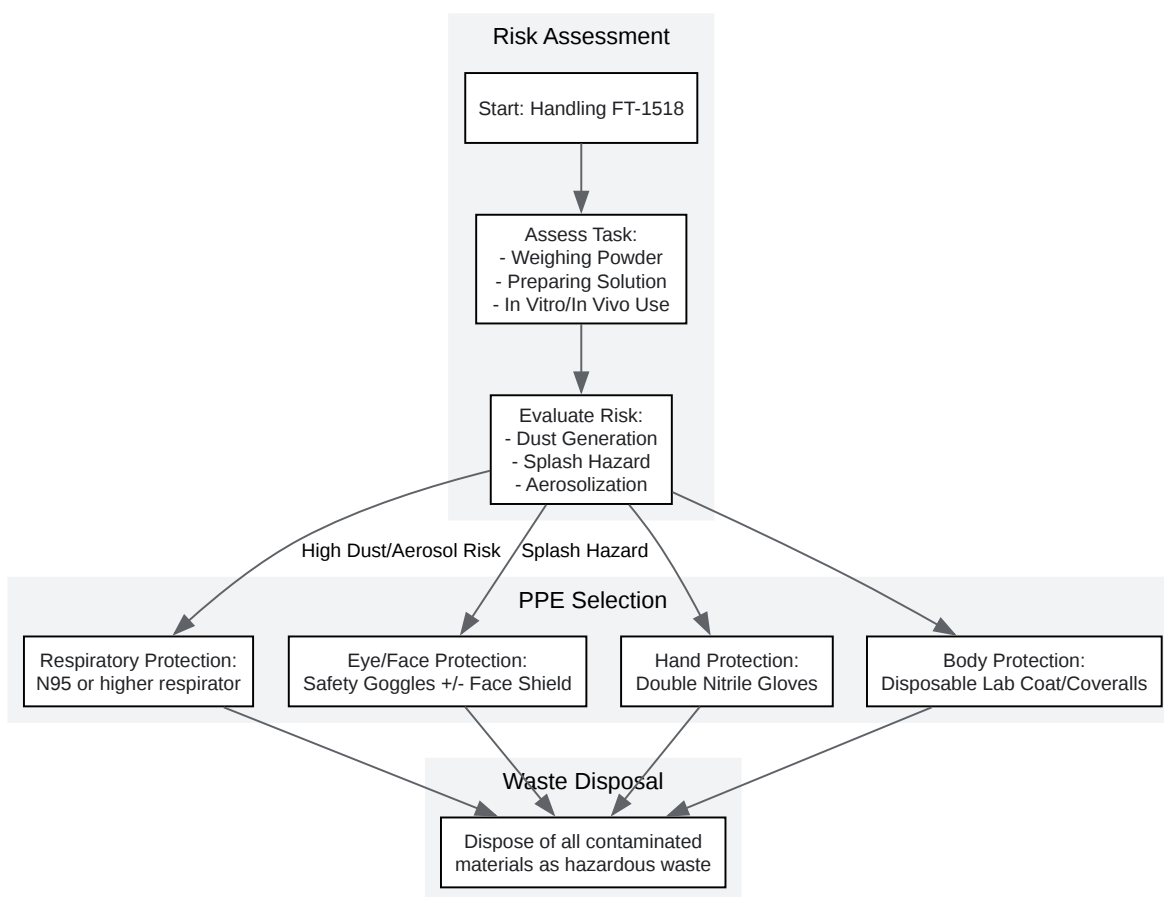 Risk Assessment
Start: Handling FT-1518
Assess Task:
- Weighing Powder
- Preparing Solution
- In Vitro/In Vivo Use
Evaluate Risk:
- Dust Generation
- Splash Hazard
- Aerosolization
High Dust/Aerosol Risk
Splash Hazard
PPE Selection
Respiratory Protection:
N95 or higher respirator
Eye/Face Protection:
Safety Goggles +/- Face Shield
Hand Protection:
Double Nitrile Gloves
Body Protection:
Disposable Lab Coat/Coveralls
Waste Disposal
Dispose of all contaminated
materials as hazardous waste